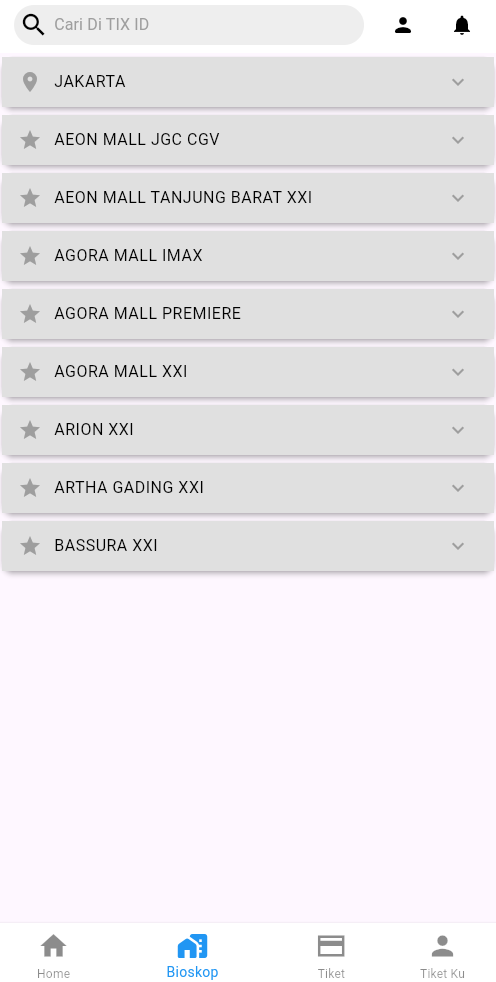 Cari Di TIX ID
JAKARTA
AEON MALL JGC CGV
AEON MALL TANJUNG BARAT XXI
AGORA MALL IMAX
AGORA MALL PREMIERE
AGORA MALL XXI
ARION XXI
ARTHA GADING XXI
BASSURA XXI
Home
Bioskop
Tiket
Tiket Ku